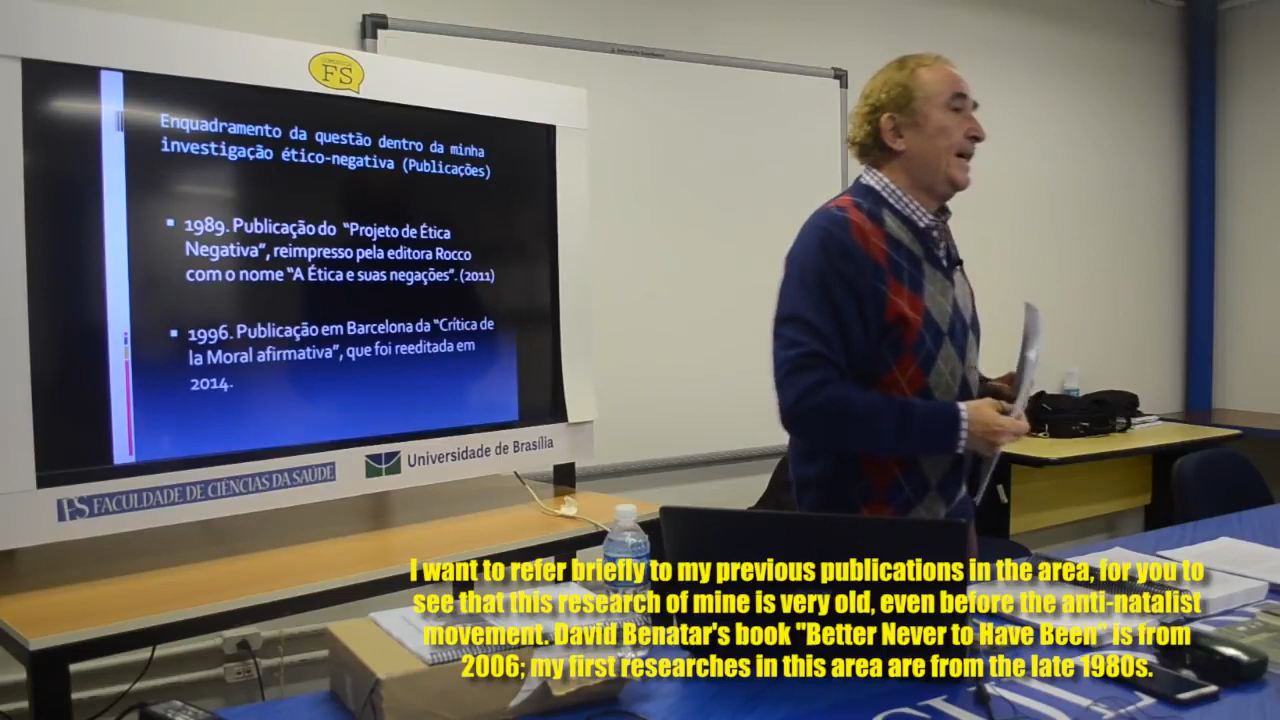 FS
Enquadramento da questão dentro da minha
investigação ético-negativa (Publicações)
▪ 1989. Publicação do "Projeto de Ética
Negativa", reimpresso pela editora Rocco
com o nome "A Ética e suas negações". (2011)
▪ 1996. Publicação em Barcelona da "Crítica de
la Moral afirmativa", que foi reeditada em
2014.
FS FACULDADE DE CIÊNCIAS DA SAÚDE
Universidade de Brasília
I want to refer briefly to my previous publications in the area, for you to
see that this research of mine is very old, even before the anti-natalist
movement. David Benatar's book "Better Never to Have Been" is from
2006; my first researches in this area are from the late 1980s.